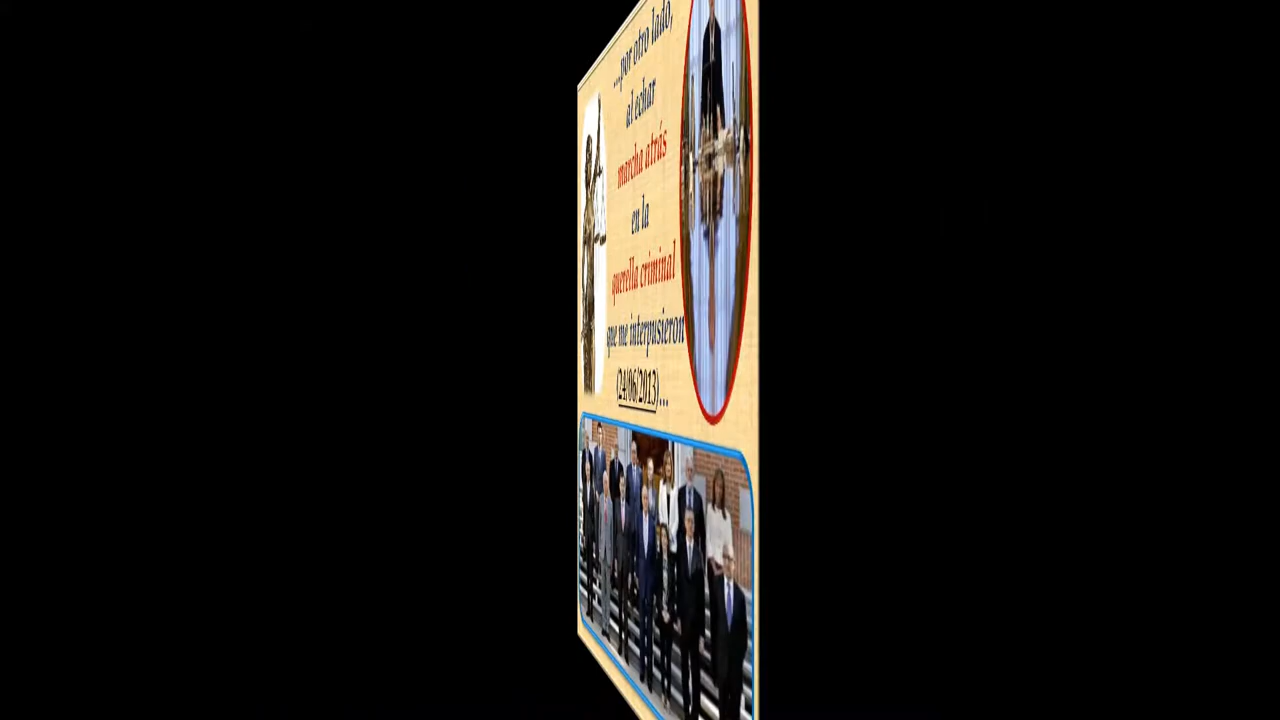 ...por otro lado,
al echar
marcha atrás
en la
querella criminal
que me interpusieron
(24/06/2013)...